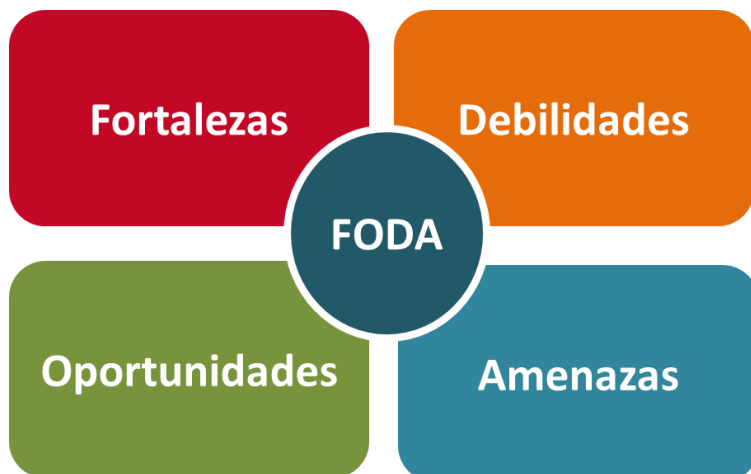 Fortalezas
Debilidades
FODA
Oportunidades
Amenazas